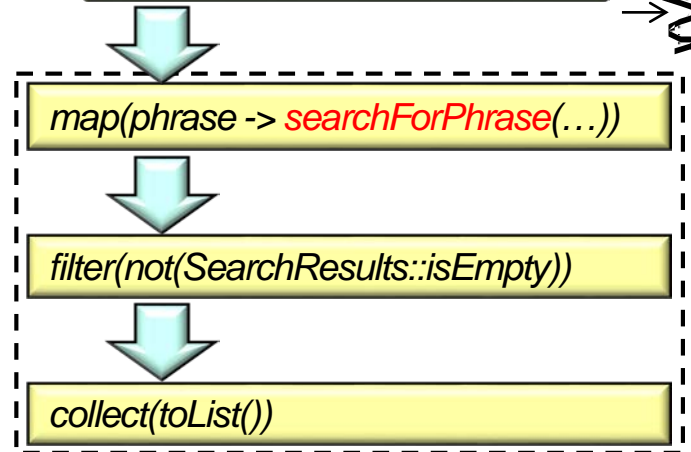 map(phrase -> searchForPhrase(…))
filter(not(SearchResults::isEmpty))
collect(toList())